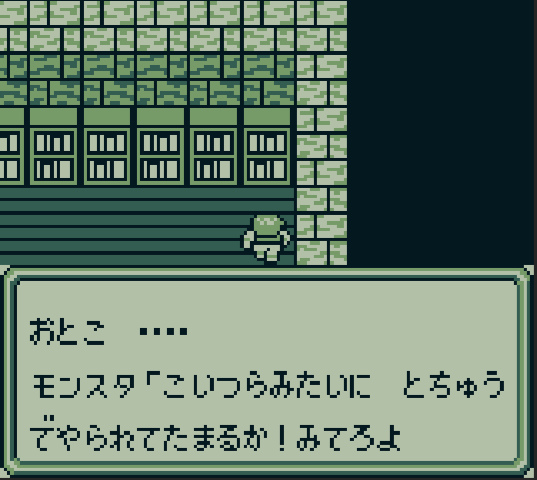 おとこ　・・・・
モンスタ「こいつらみたいに　とちゅう
でやられてたまるか！みてろよ